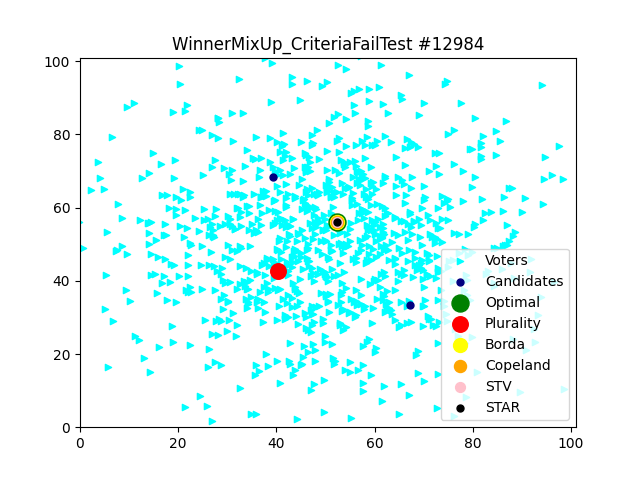 WinnerMixUp_CriteriaFailTest #12984
100
80
60
40
20
0
0 20 40 60 80 100
Voters
Candidates
Optimal
Plurality
Borda
Copeland
STV
STAR